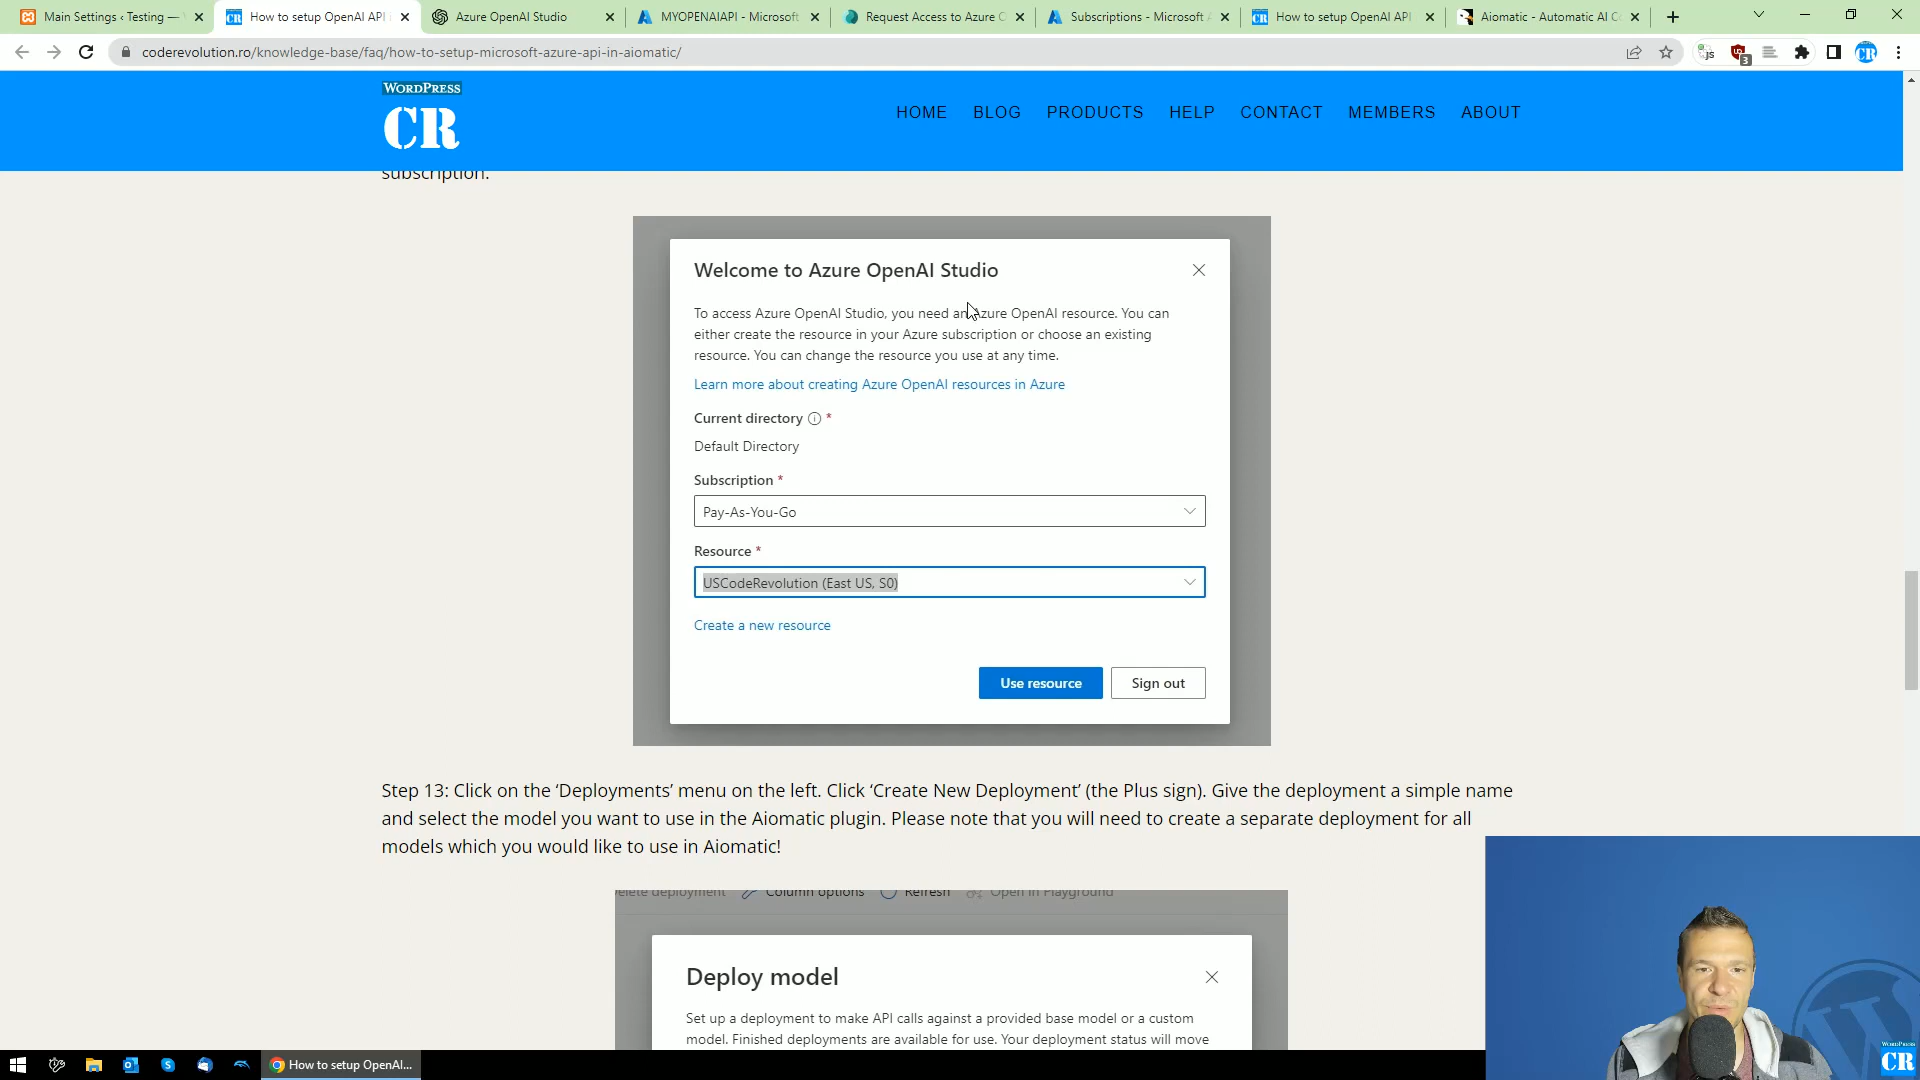 Main Settings ‹ Testing —
How to setup OpenAI API i
Azure OpenAI Studio
MYOPENAIAPI - Microsoft
Request Access to Azure O
Subscriptions - Microsoft A
How to setup OpenAI API i
Aiomatic - Automatic AI Co
coderevolution.ro/knowledge-base/faq/how-to-setup-microsoft-azure-api-in-aiomatic/
JS
3
CR
WORDPRESS
CR
HOME
BLOG
PRODUCTS
HELP
CONTACT
MEMBERS
ABOUT
subscription.
Welcome to Azure OpenAI Studio
To access Azure OpenAI Studio, you need an Azure OpenAI resource. You can
either create the resource in your Azure subscription or choose an existing
resource. You can change the resource you use at any time.
Learn more about creating Azure OpenAI resources in Azure
Current directory *
Default Directory
Subscription *
Pay-As-You-Go
Resource *
USCodeRevolution (East US, S0)
Create a new resource
Use resource
Sign out
Step 13: Click on the ‘Deployments’ menu on the left. Click ‘Create New Deployment’ (the Plus sign). Give the deployment a simple name
and select the model you want to use in the Aiomatic plugin. Please note that you will need to create a separate deployment for all
models which you would like to use in Aiomatic!
elete deployment
Column options
Refresh
Open in Playground
Deploy model
Set up a deployment to make API calls against a provided base model or a custom
model. Finished deployments are available for use. Your deployment status will move
How to setup OpenAI...
WORDPRESS
CR